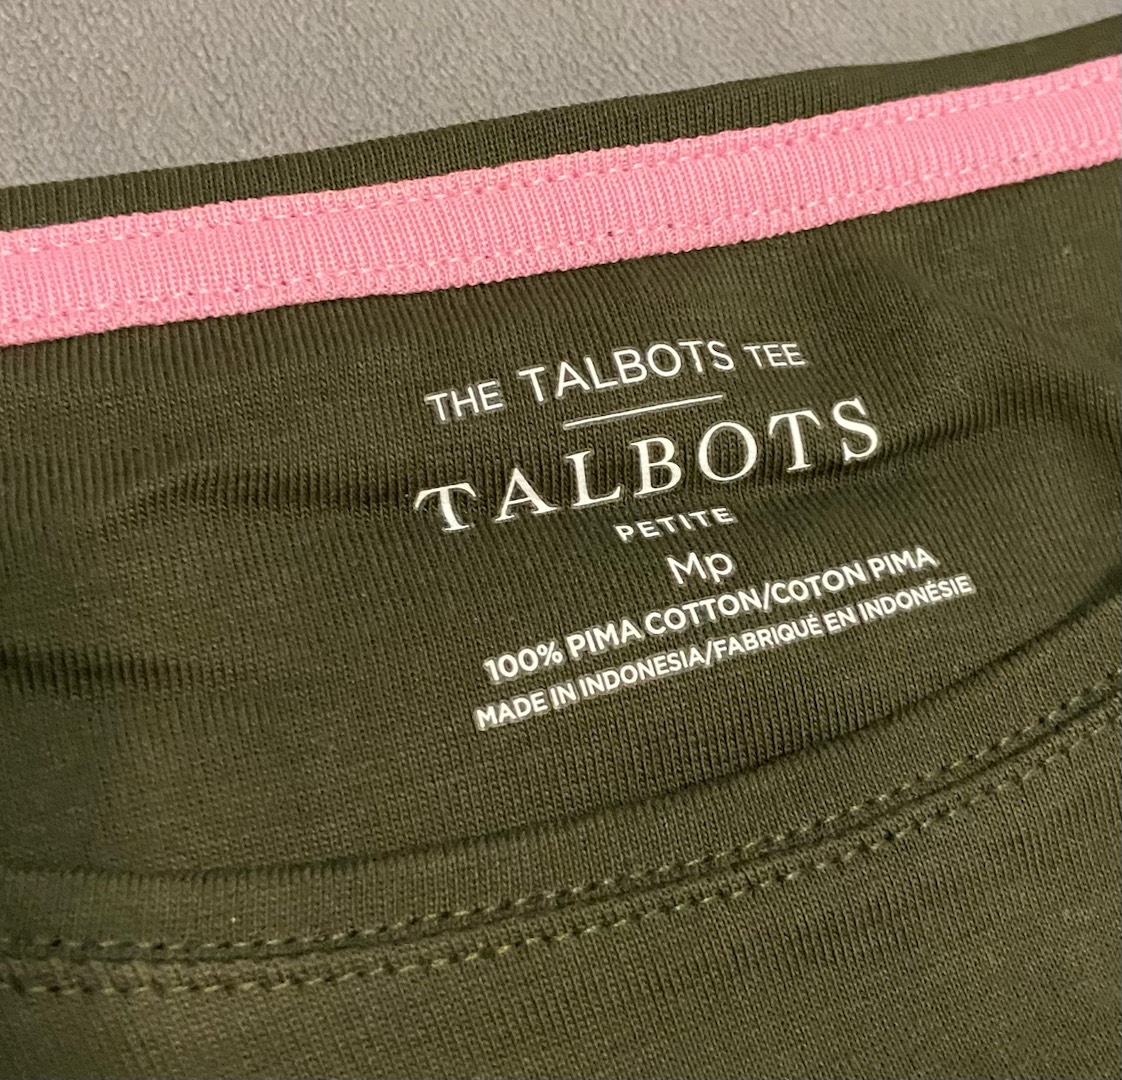 THE TALBOTS TEE
TALBOTS
PETITE
Mp
100% PIMA COTTON/COTON PIMA
MADE IN INDONESIA/FABRIQUÉ EN INDONÉSIE